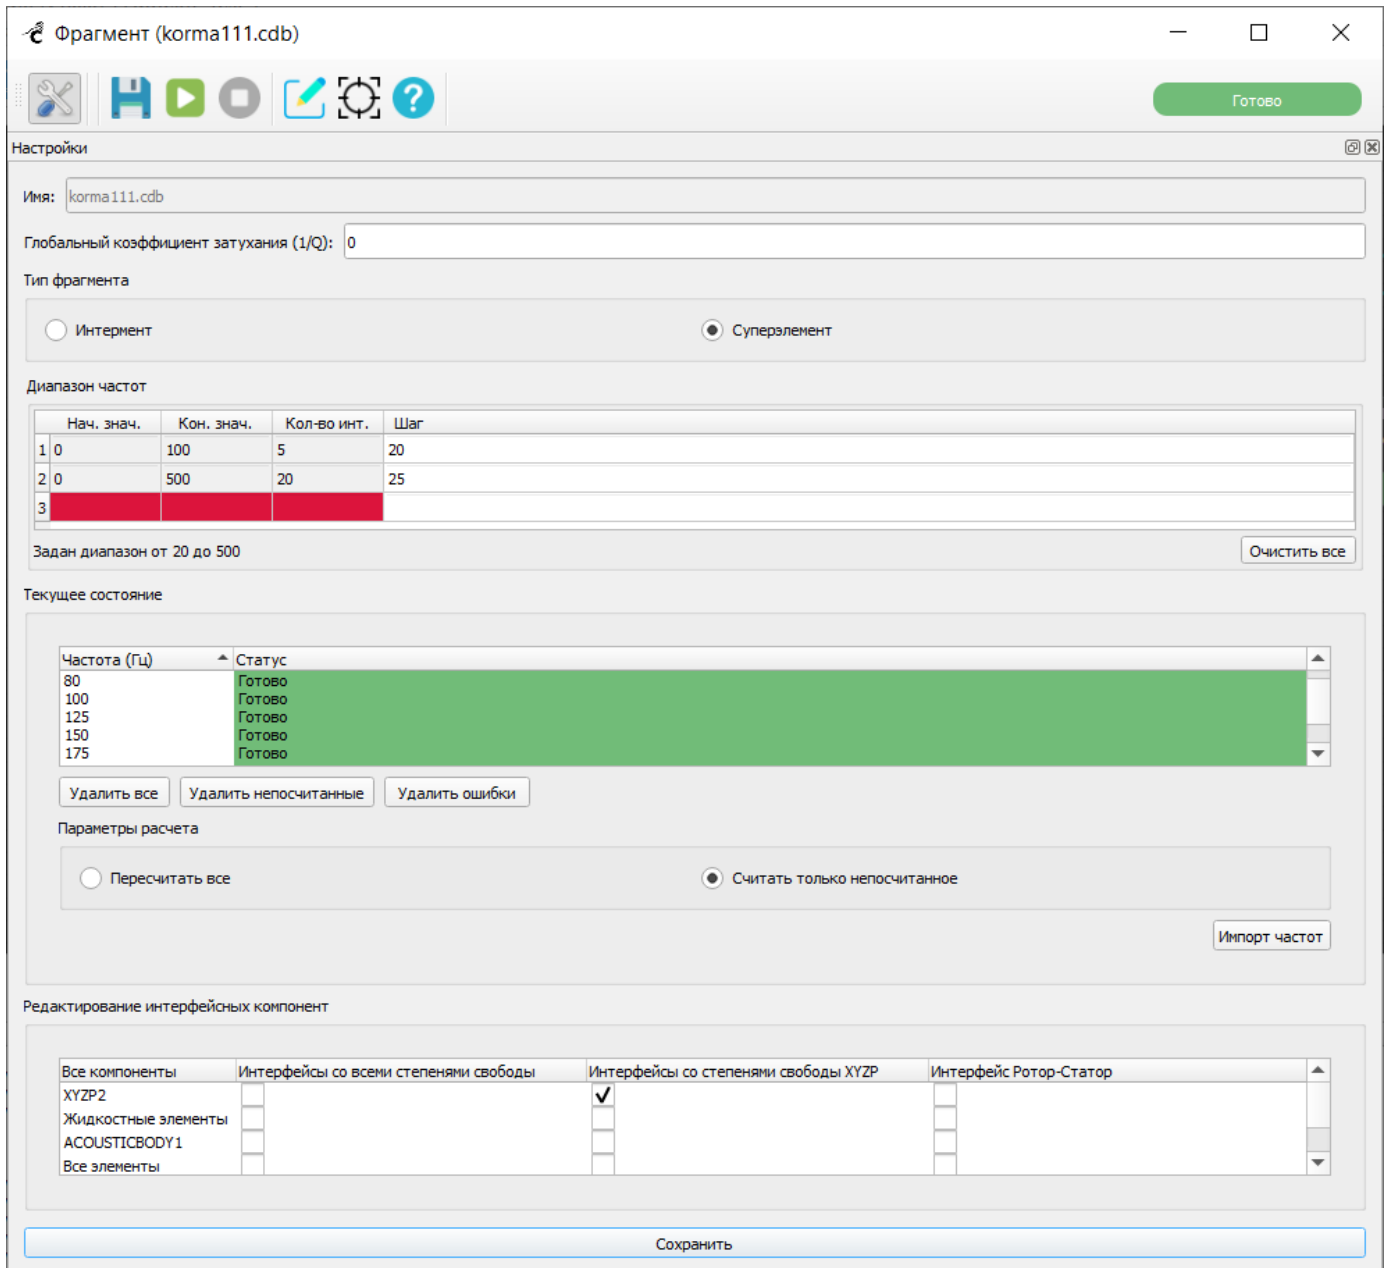 Фрагмент (korma111.cdb)
Готово
Настройки
Имя: korma111.cdb
Глобальный коэффициент затухания (1/Q): 0
Тип фрагмента
Интермент Суперэлемент
Диапазон частот
Нач. знач. Кон. знач. Кол-во инт. Шаг
1 0 100 5 20
2 0 500 20 25
3
Задан диапазон от 20 до 500 Очистить все
Текущее состояние
Частота (Гц) Статус
80 Готово
100 Готово
125 Готово
150 Готово
175 Готово
Удалить все Удалить непосчитанные Удалить ошибки
Параметры расчета
Пересчитать все Считать только непосчитанное
Импорт частот
Редактирование интерфейсных компонент
Все компоненты Интерфейсы со всеми степенями свободы Интерфейсы со степенями свободы XYZP Интерфейс Ротор-Статор
XYZP2
Жидкостные элементы
ACOUSTICBODY1
Все элементы
Сохранить